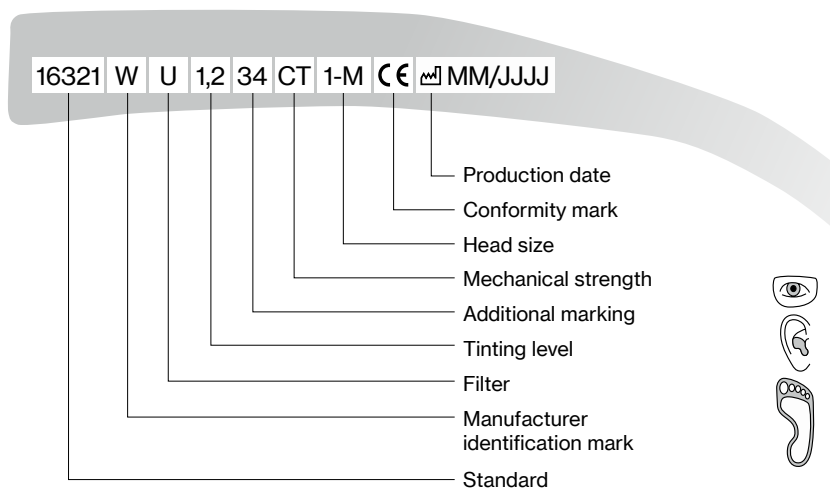 16321 W U 1,2 34 CT 1-M CE MM/JJJJ
Production date
Conformity mark
Head size
Mechanical strength
Additional marking
Tinting level
Filter
Manufacturer
identification mark
Standard